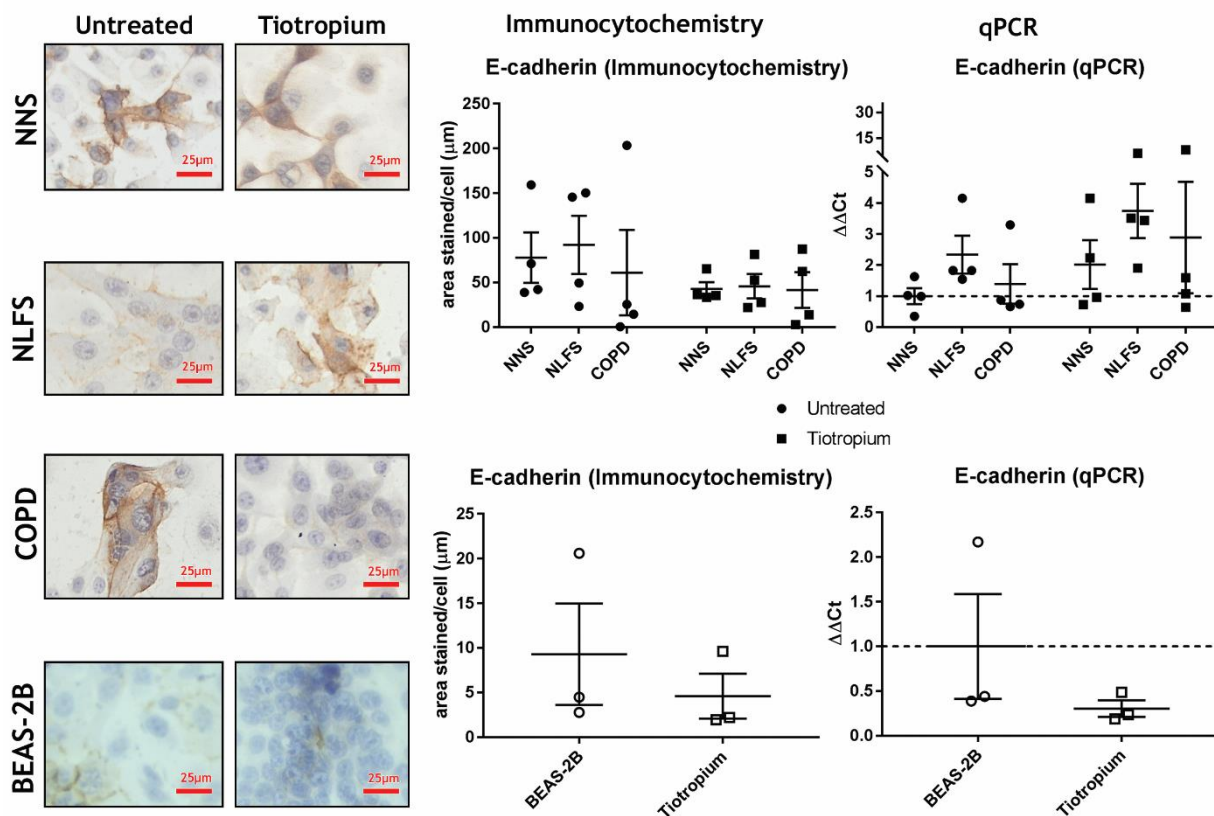 Untreated Tiotropium
NNS
25µm 25µm
NLFS
25µm 25µm
COPD
25µm 25µm
BEAS-2B
25µm 25µm
Immunocytochemistry
E-cadherin (Immunocytochemistry)
area stained/cell (µm)
250
200
150
100
50
0
NNS NLFS COPD NNS NLFS COPD
qPCR
E-cadherin (qPCR)
ΔΔCt
30
15
4
3
2
1
0
NNS NLFS COPD NNS NLFS COPD
Untreated
Tiotropium
E-cadherin (Immunocytochemistry)
area stained/cell (µm)
25
20
15
10
5
0
BEAS-2B Tiotropium
E-cadherin (qPCR)
ΔΔCt
2.5
2.0
1.5
1.0
0.5
0.0
BEAS-2B Tiotropium